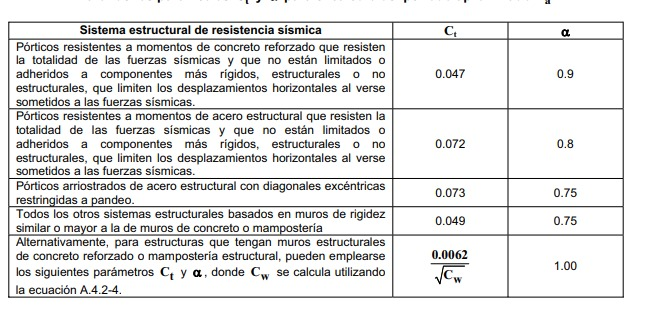 Sistema estructural de resistencia sísmica Cₜ α
Pórticos resistentes a momentos de concreto reforzado que resisten
la totalidad de las fuerzas sísmicas y que no están limitados o
adheridos a componentes más rígidos, estructurales o no
estructurales, que limiten los desplazamientos horizontales al verse
sometidos a las fuerzas sísmicas.
0.047 0.9
Pórticos resistentes a momentos de acero estructural que resisten la
totalidad de las fuerzas sísmicas y que no están limitados o
adheridos a componentes más rígidos, estructurales o no
estructurales, que limiten los desplazamientos horizontales al verse
sometidos a las fuerzas sísmicas.
0.072 0.8
Pórticos arriostrados de acero estructural con diagonales excéntricas
restringidas a pandeo.
0.073 0.75
Todos los otros sistemas estructurales basados en muros de rigidez
similar o mayor a la de muros de concreto o mampostería
0.049 0.75
Alternativamente, para estructuras que tengan muros estructurales
de concreto reforzado o mampostería estructural, pueden emplearse
los siguientes parámetros Cₜ y α, donde C_w se calcula utilizando
la ecuación A.4.2-4.
0.0062
√C_w
1.00